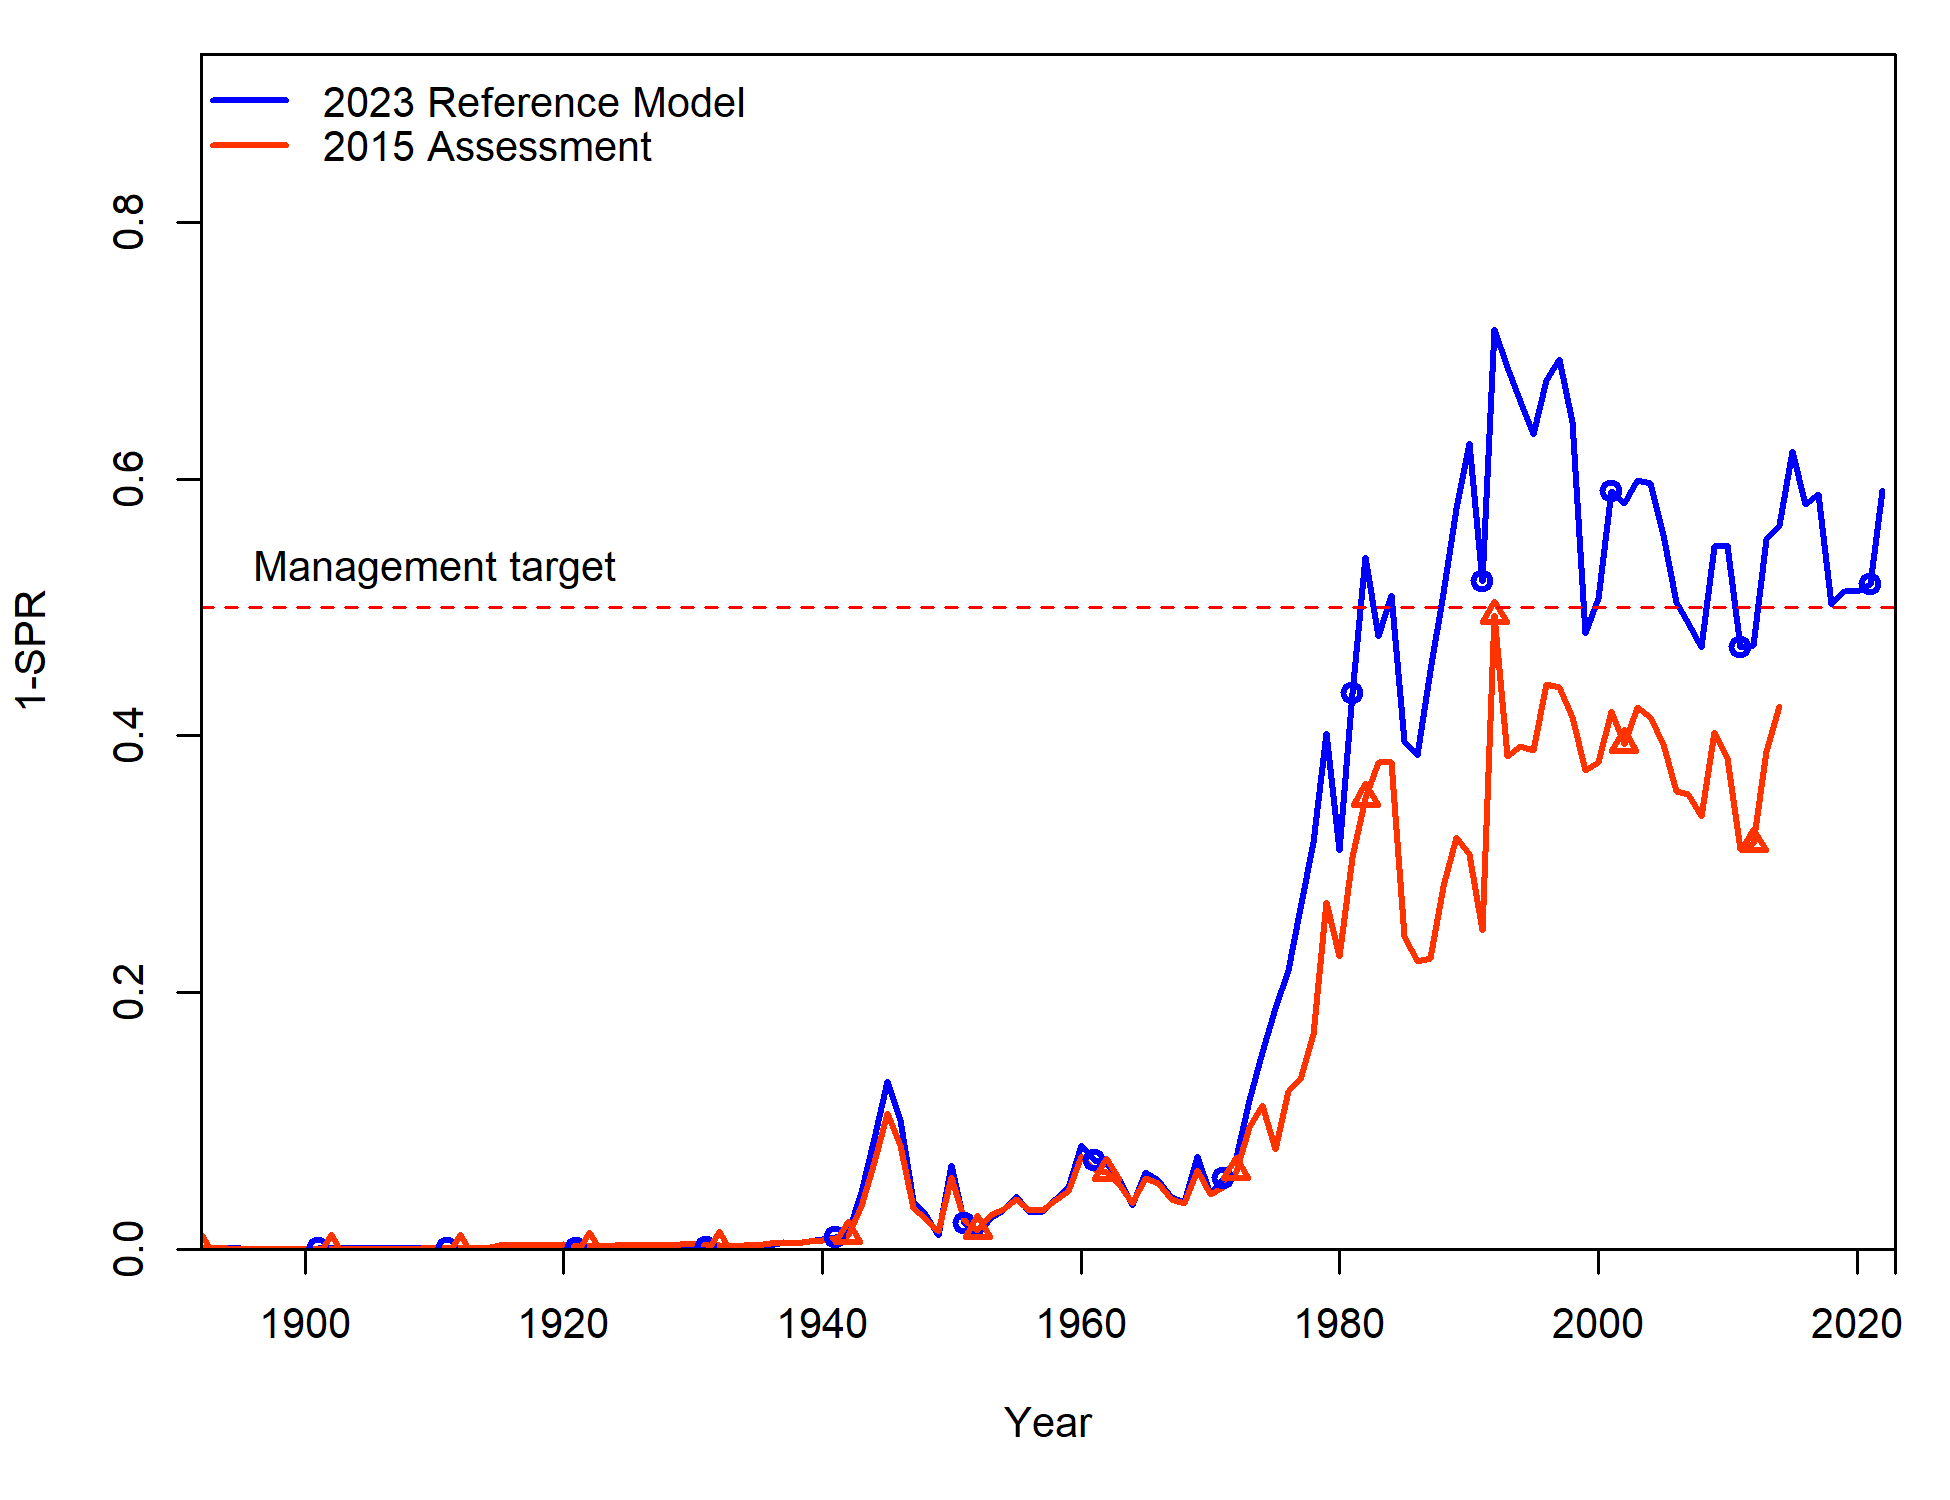 2023 Reference Model
2015 Assessment
0.8
0.6
Management target
1-SPR
0.4
0.2
0.0
1900 1920 1940 1960 1980 2000 2020
Year